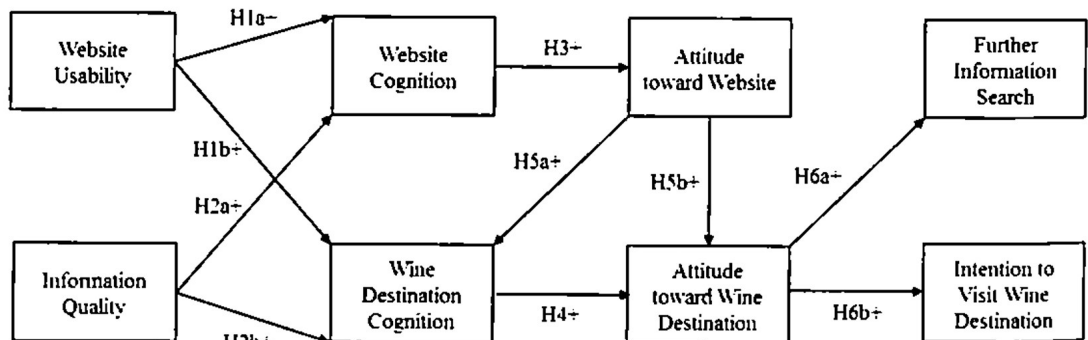 H1a+
Website
Usability
Website
Cognition
H3+
Attitude
toward Website
Further
Information
Search
H1b+
H2a+
H5a+
H5b+
H6a+
Information
Quality
Wine
Destination
Cognition
H4+
Attitude
toward Wine
Destination
H6b+
Intention to
Visit Wine
Destination
H2b+